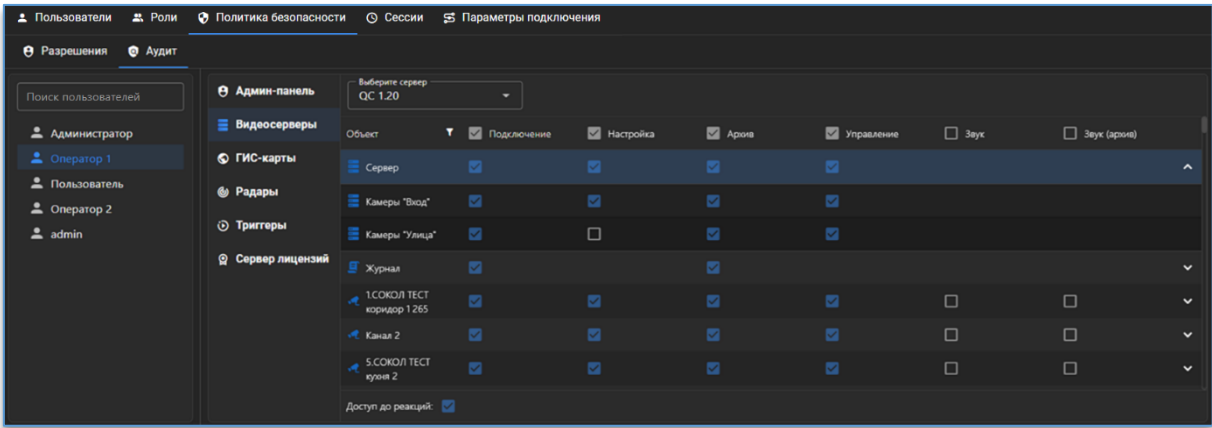 Пользователи Роли Политика безопасности Сессии Параметры подключения
Разрешения Аудит
Поиск пользователей
Администратор
Оператор 1
Пользователь
Оператор 2
admin
Админ-панель
Видеосерверы
ГИС-карты
Радары
Триггеры
Сервер лицензий
Выберите сервер
QC 1.20
Объект Подключение Настройка Архив Управление Звук Звук (архив)
Сервер
Камеры "Вход"
Камеры "Улица"
Журнал
1.СОКОЛ ТЕСТ
коридор 1 265
Канал 2
5.СОКОЛ ТЕСТ
кухня 2
Доступ до реакций: